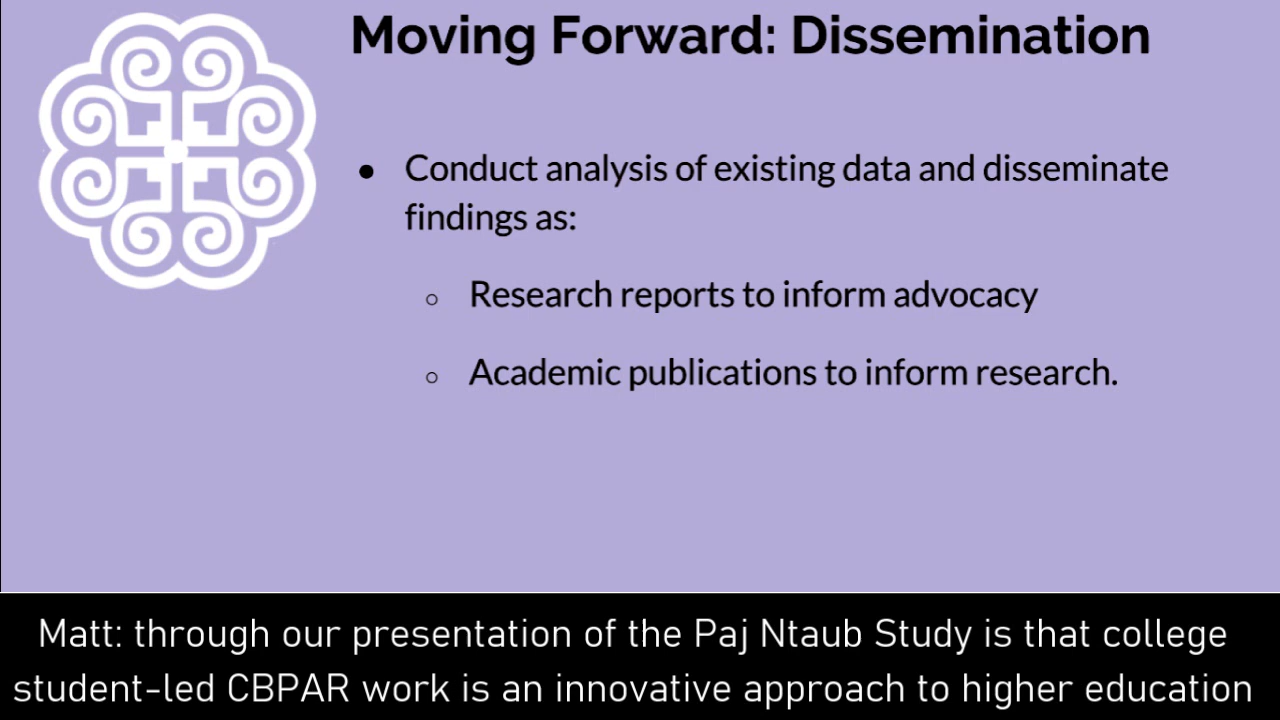 Moving Forward: Dissemination
● Conduct analysis of existing data and disseminate
findings as:
○ Research reports to inform advocacy
○ Academic publications to inform research.
Matt: through our presentation of the Paj Ntaub Study is that college
student-led CBPAR work is an innovative approach to higher education